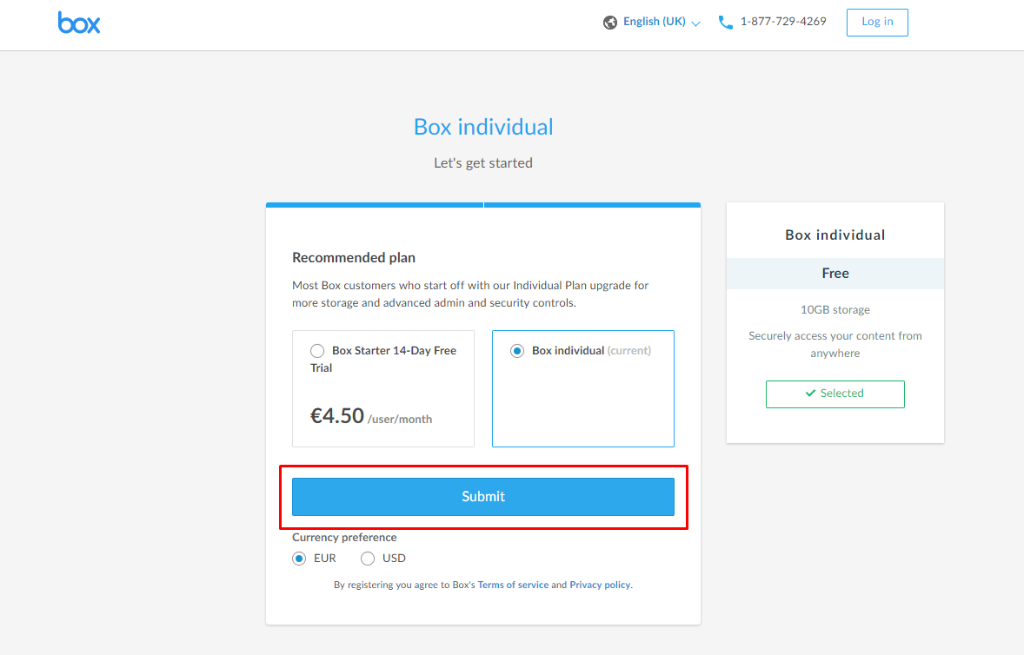 box
English (UK)
1-877-729-4269
Log in
Box individual
Let's get started
Recommended plan
Most Box customers who start off with our Individual Plan upgrade for
more storage and advanced admin and security controls.
Box Starter 14-Day Free
Trial
€4.50 /user/month
Box individual (current)
Submit
Currency preference
EUR
USD
By registering you agree to Box's Terms of service and Privacy policy.
Box individual
Free
10GB storage
Securely access your content from
anywhere
Selected